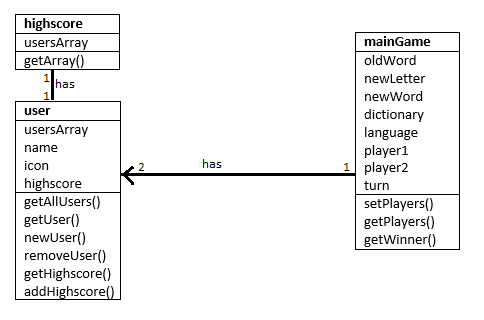 highscore
usersArray
getArray()
1
has
1
user
usersArray
name
icon
highscore
getAllUsers()
getUser()
newUser()
removeUser()
getHighscore()
addHighscore()
2
has
1
mainGame
oldWord
newLetter
newWord
dictionary
language
player1
player2
turn
setPlayers()
getPlayers()
getWinner()